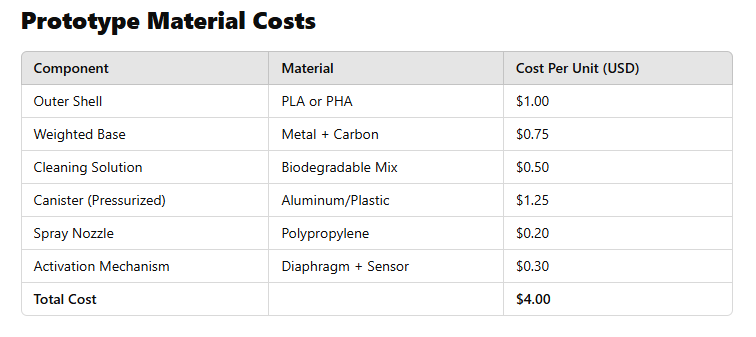 Prototype Material Costs
Component Material Cost Per Unit (USD)
Outer Shell PLA or PHA $1.00
Weighted Base Metal + Carbon $0.75
Cleaning Solution Biodegradable Mix $0.50
Canister (Pressurized) Aluminum/Plastic $1.25
Spray Nozzle Polypropylene $0.20
Activation Mechanism Diaphragm + Sensor $0.30
Total Cost $4.00